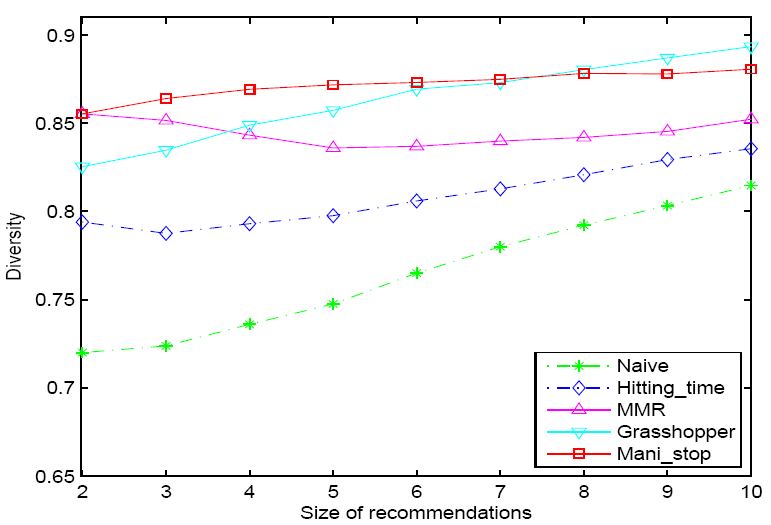 0.9
0.85
0.8
0.75
0.7
0.65
Diversity
2 3 4 5 6 7 8 9 10
Size of recommendations
Naive
Hitting_time
MMR
Grasshopper
Mani_stop